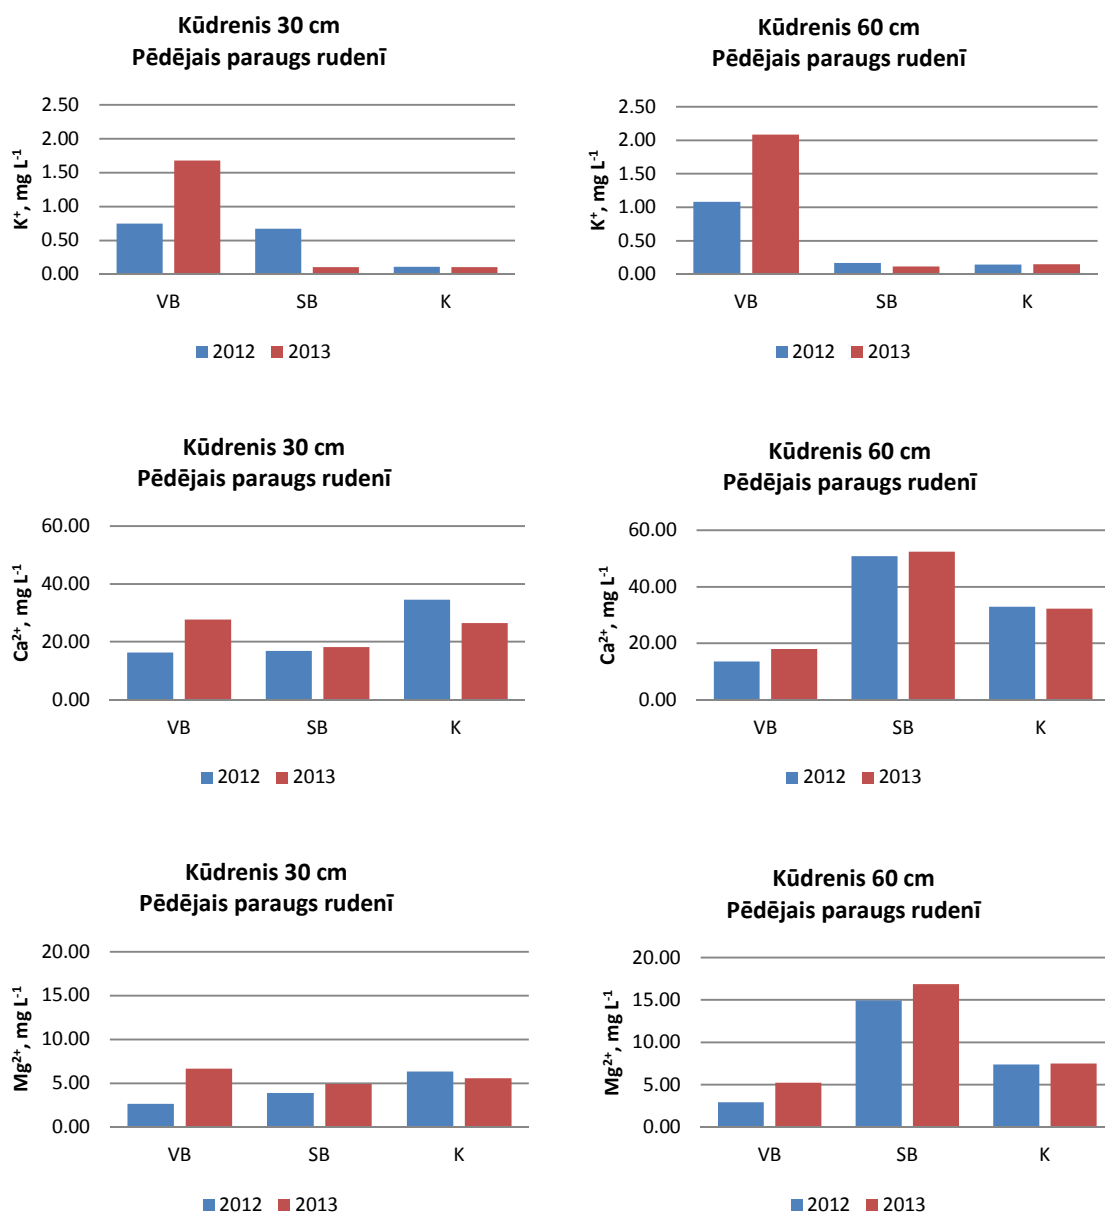 Kūdrenis 30 cm
Pēdējais paraugs rudenī
K⁺, mg L⁻¹
2.50
2.00
1.50
1.00
0.50
0.00
VB SB K
2012 2013
Kūdrenis 60 cm
Pēdējais paraugs rudenī
K⁺, mg L⁻¹
2.50
2.00
1.50
1.00
0.50
0.00
VB SB K
2012 2013
Kūdrenis 30 cm
Pēdējais paraugs rudenī
Ca²⁺, mg L⁻¹
60.00
40.00
20.00
0.00
VB SB K
2012 2013
Kūdrenis 60 cm
Pēdējais paraugs rudenī
Ca²⁺, mg L⁻¹
60.00
40.00
20.00
0.00
VB SB K
2012 2013
Kūdrenis 30 cm
Pēdējais paraugs rudenī
Mg²⁺, mg L⁻¹
20.00
15.00
10.00
5.00
0.00
VB SB K
2012 2013
Kūdrenis 60 cm
Pēdējais paraugs rudenī
Mg²⁺, mg L⁻¹
20.00
15.00
10.00
5.00
0.00
VB SB K
2012 2013